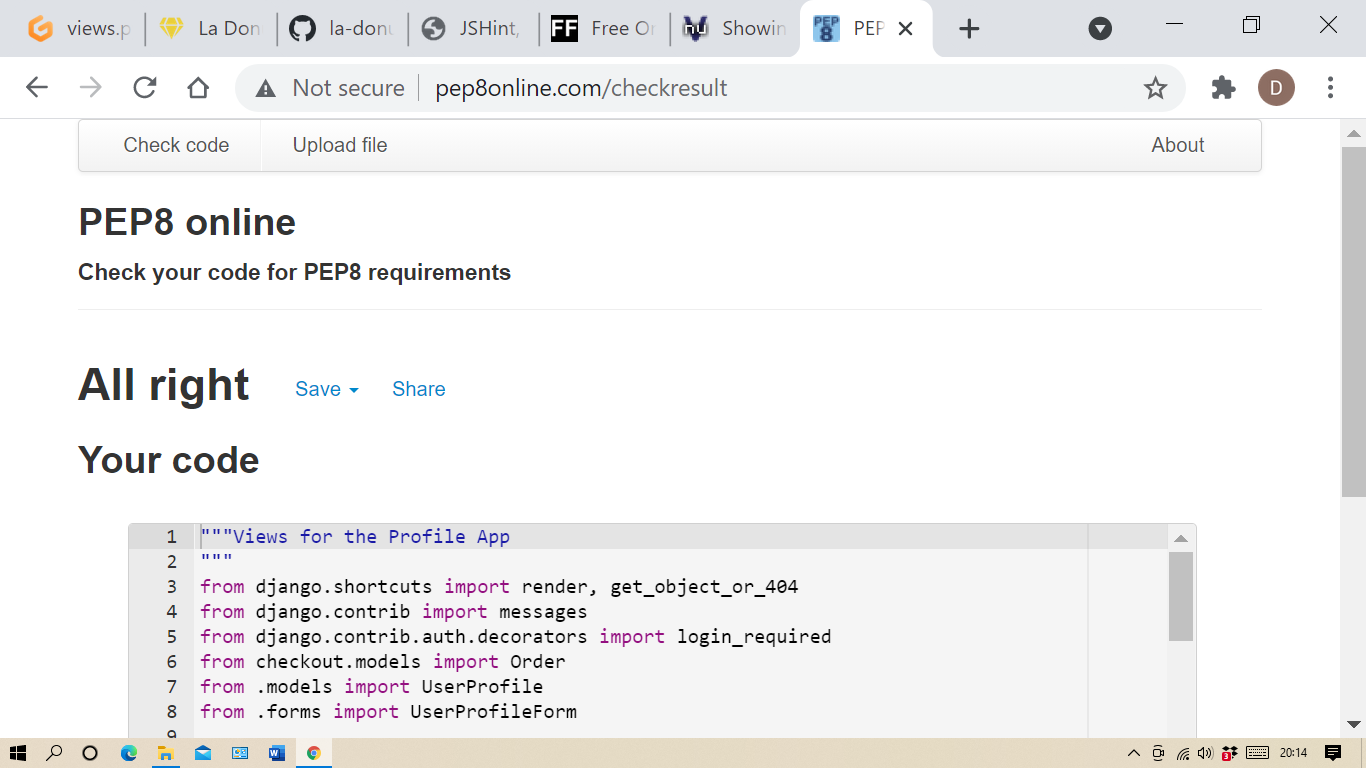 views.p
La Don
la-donu
JSHint,
Free O
Showin
PEP
Not secure
pep8online.com/checkresult
D
Check code
Upload file
About
PEP8 online
Check your code for PEP8 requirements
All right
Save
Share
Your code
1 """Views for the Profile App
2 """
3 from django.shortcuts import render, get_object_or_404
4 from django.contrib import messages
5 from django.contrib.auth.decorators import login_required
6 from checkout.models import Order
7 from .models import UserProfile
8 from .forms import UserProfileForm
9
20:14